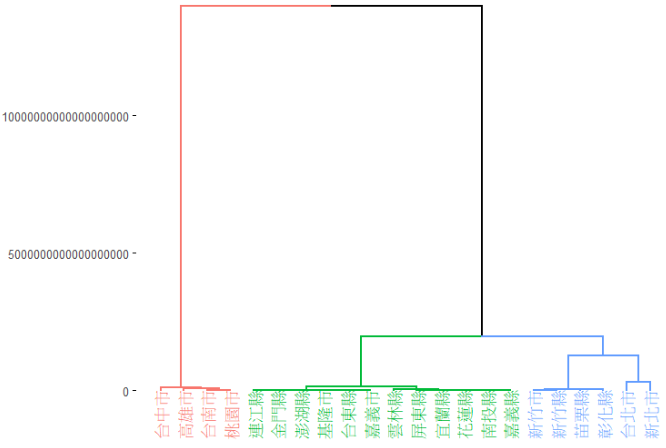 10000000000000000
5000000000000000
0
台中市
高雄市
台南市
桃園市
連江縣
金門縣
澎湖縣
基隆市
台東縣
嘉義市
雲林縣
屏東縣
宜蘭縣
花蓮縣
南投縣
嘉義縣
新竹市
新竹縣
苗栗縣
彰化縣
台北市
新北市